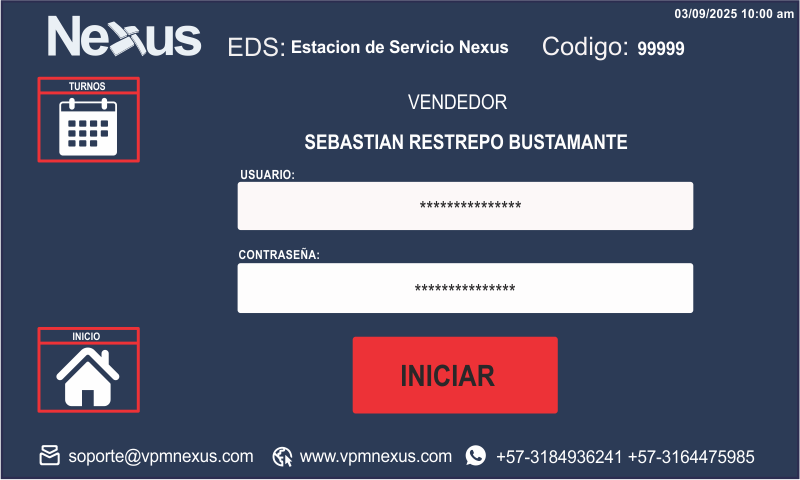 03/09/2025 10:00 am
Nexus
EDS: Estacion de Servicio Nexus Codigo: 99999
TURNOS
VENDEDOR
SEBASTIAN RESTREPO BUSTAMANTE
USUARIO:
***************
CONTRASEÑA:
***************
INICIO
INICIAR
soporte@vpmnexus.com www.vpmnexus.com +57-3184936241 +57-3164475985